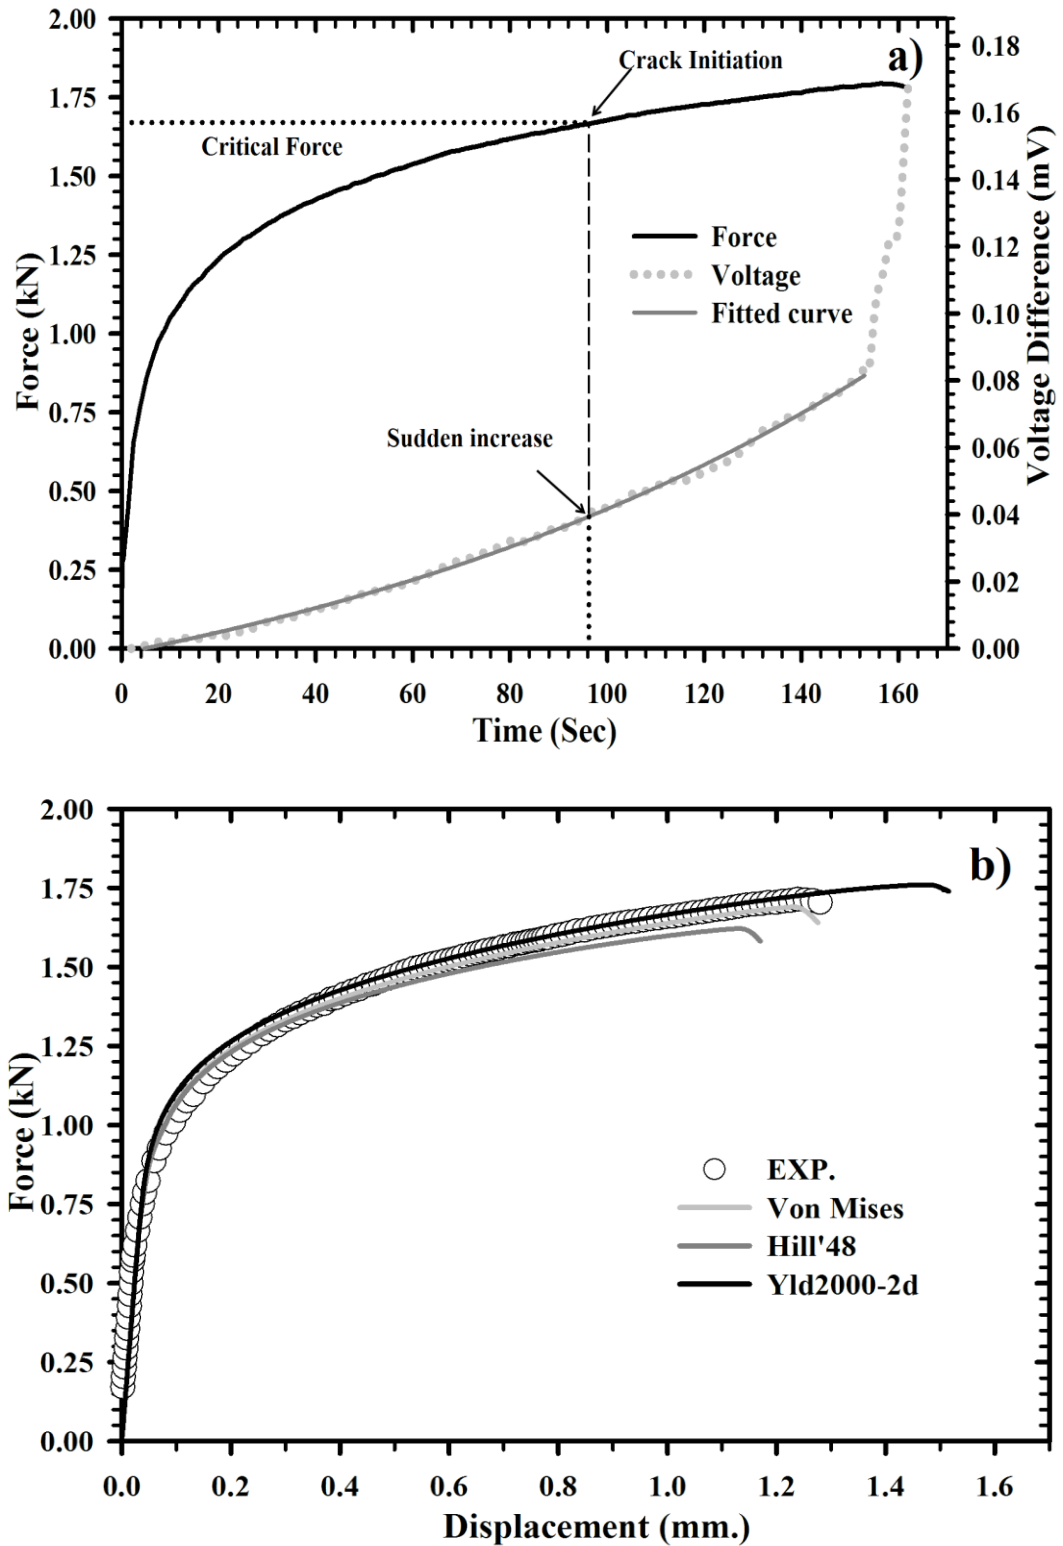 a)
2.00
1.75
1.50
1.25
1.00
0.75
0.50
0.25
0.00
Force (kN)
0.18
0.16
0.14
0.12
0.10
0.08
0.06
0.04
0.02
0.00
Voltage Difference (mV)
Crack Initiation
Critical Force
Force
Voltage
Fitted curve
Sudden increase
0 20 40 60 80 100 120 140 160
Time (Sec)
b)
2.00
1.75
1.50
1.25
1.00
0.75
0.50
0.25
0.00
Force (kN)
EXP.
Von Mises
Hill'48
Yld2000-2d
0.0 0.2 0.4 0.6 0.8 1.0 1.2 1.4 1.6
Displacement (mm.)